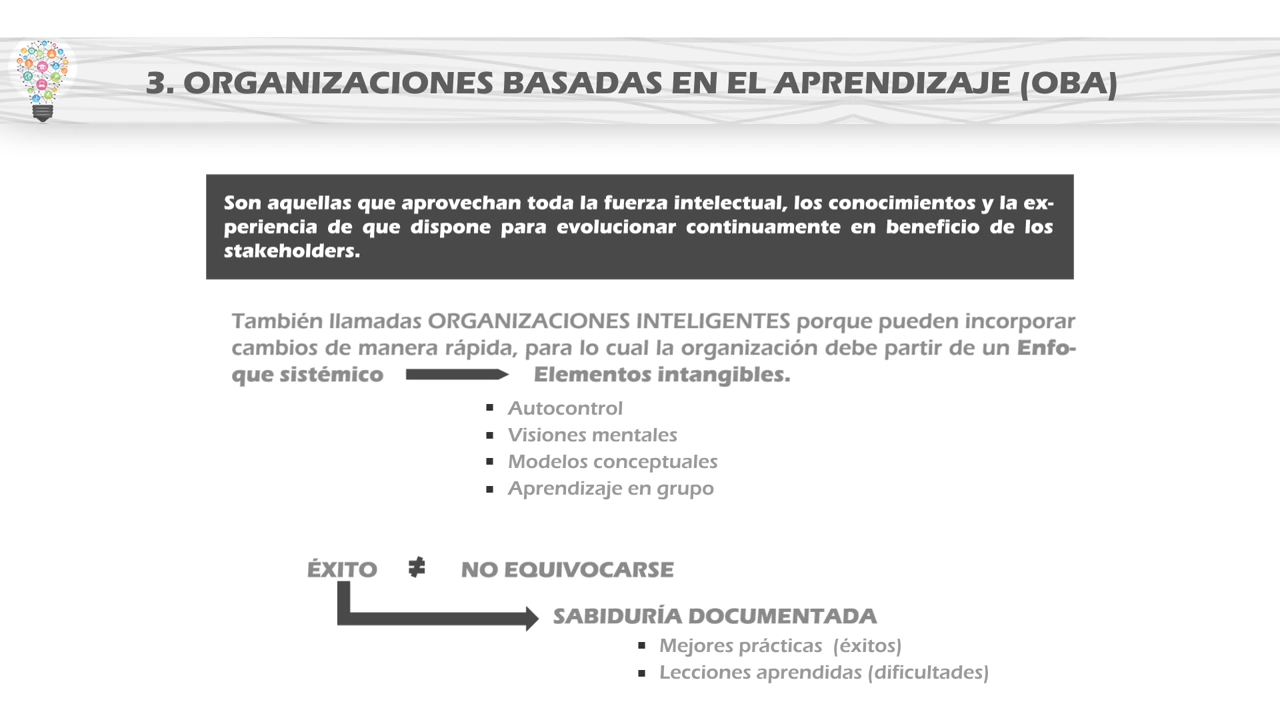 3. ORGANIZACIONES BASADAS EN EL APRENDIZAJE (OBA)
Son aquellas que aprovechan toda la fuerza intelectual, los conocimientos y la ex-
periencia de que dispone para evolucionar continuamente en beneficio de los
stakeholders.
También llamadas ORGANIZACIONES INTELIGENTES porque pueden incorporar
cambios de manera rápida, para lo cual la organización debe partir de un Enfo-
que sistémico Elementos intangibles.
▪ Autocontrol
▪ Visiones mentales
▪ Modelos conceptuales
▪ Aprendizaje en grupo
ÉXITO ≠ NO EQUIVOCARSE
SABIDURÍA DOCUMENTADA
▪ Mejores prácticas (éxitos)
▪ Lecciones aprendidas (dificultades)